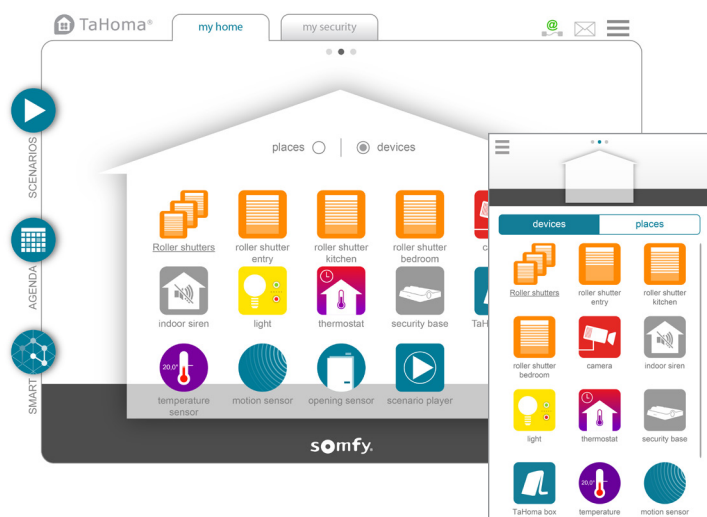 TaHoma®
my home
my security
@
places
devices
SCENARIOS
AGENDA
SMART
Roller shutters
roller shutter
entry
roller shutter
kitchen
roller shutter
bedroom
c
indoor siren
light
thermostat
security base
TaHo
20,0°
temperature
sensor
motion sensor
opening sensor
scenario player
somfy.
devices
places
Roller shutters
roller shutter
entry
roller shutter
kitchen
roller shutter
bedroom
camera
indoor siren
light
thermostat
security base
20,0°
TaHoma box
temperature
motion sensor